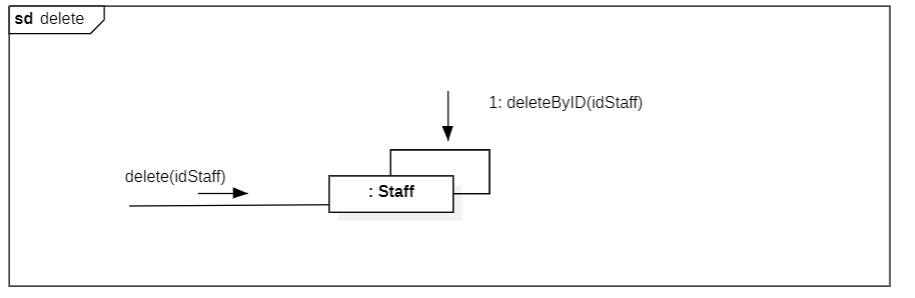 sd delete
1: deleteByID(idStaff)
delete(idStaff)
: Staff